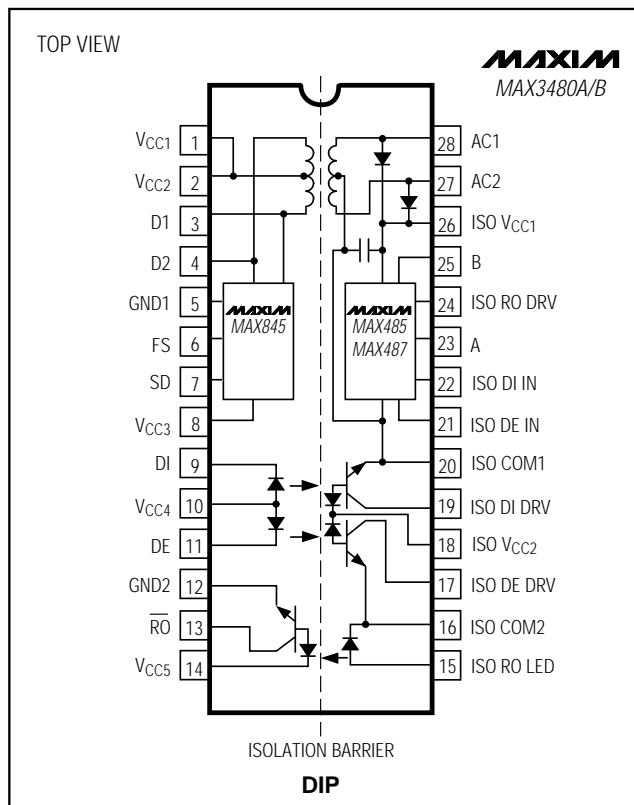 TOP VIEW
MAXIM
MAX3480A/B
VCC1 1
VCC2 2
D1 3
D2 4
GND1 5
FS 6
SD 7
VCC3 8
DI 9
VCC4 10
DE 11
GND2 12
R̅O̅ 13
VCC5 14
MAXIM
MAX845
MAXIM
MAX485
MAX487
28 AC1
27 AC2
26 ISO VCC1
25 B
24 ISO RO DRV
23 A
22 ISO DI IN
21 ISO DE IN
20 ISO COM1
19 ISO DI DRV
18 ISO VCC2
17 ISO DE DRV
16 ISO COM2
15 ISO RO LED
ISOLATION BARRIER
DIP